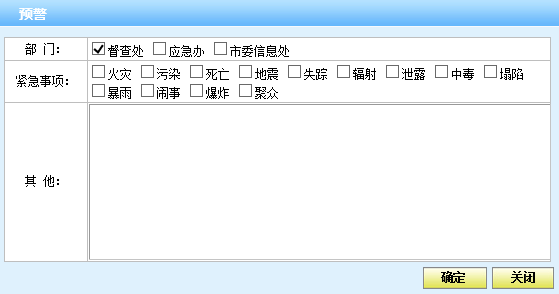 预警
部 门： 督查处 应急办 市委信息处
紧急事项： 火灾 污染 死亡 地震 失踪 辐射 泄露 中毒 塌陷
暴雨 闹事 爆炸 聚众
其 他：
确定 关闭